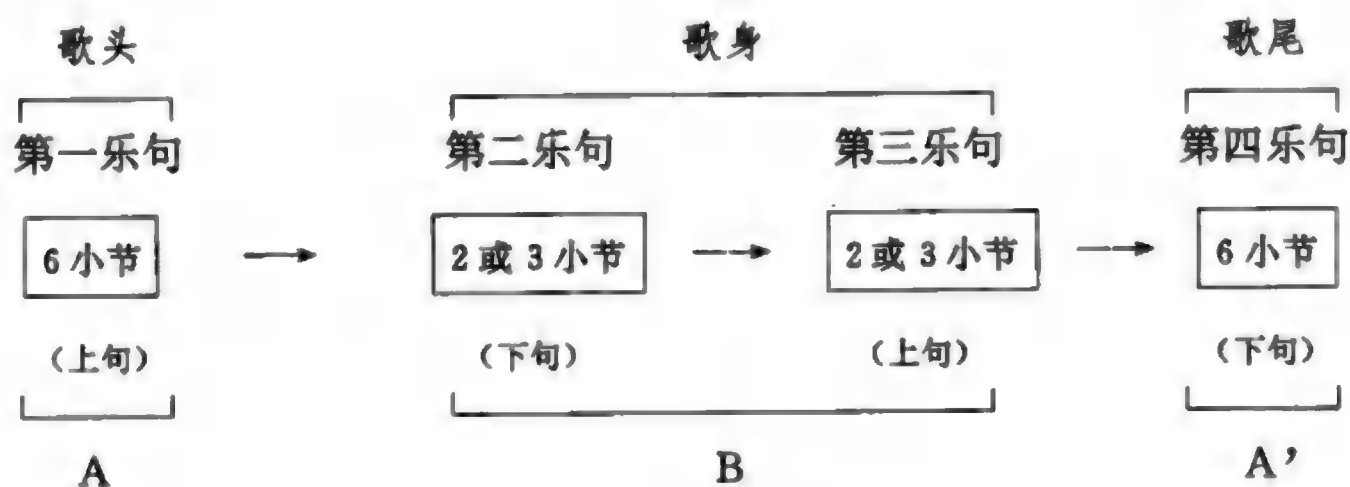 歌头 歌身 歌尾
第一乐句 第二乐句 第三乐句 第四乐句
6小节 2或3小节 2或3小节 6小节
(上句) (下句) (上句) (下句)
A B A’